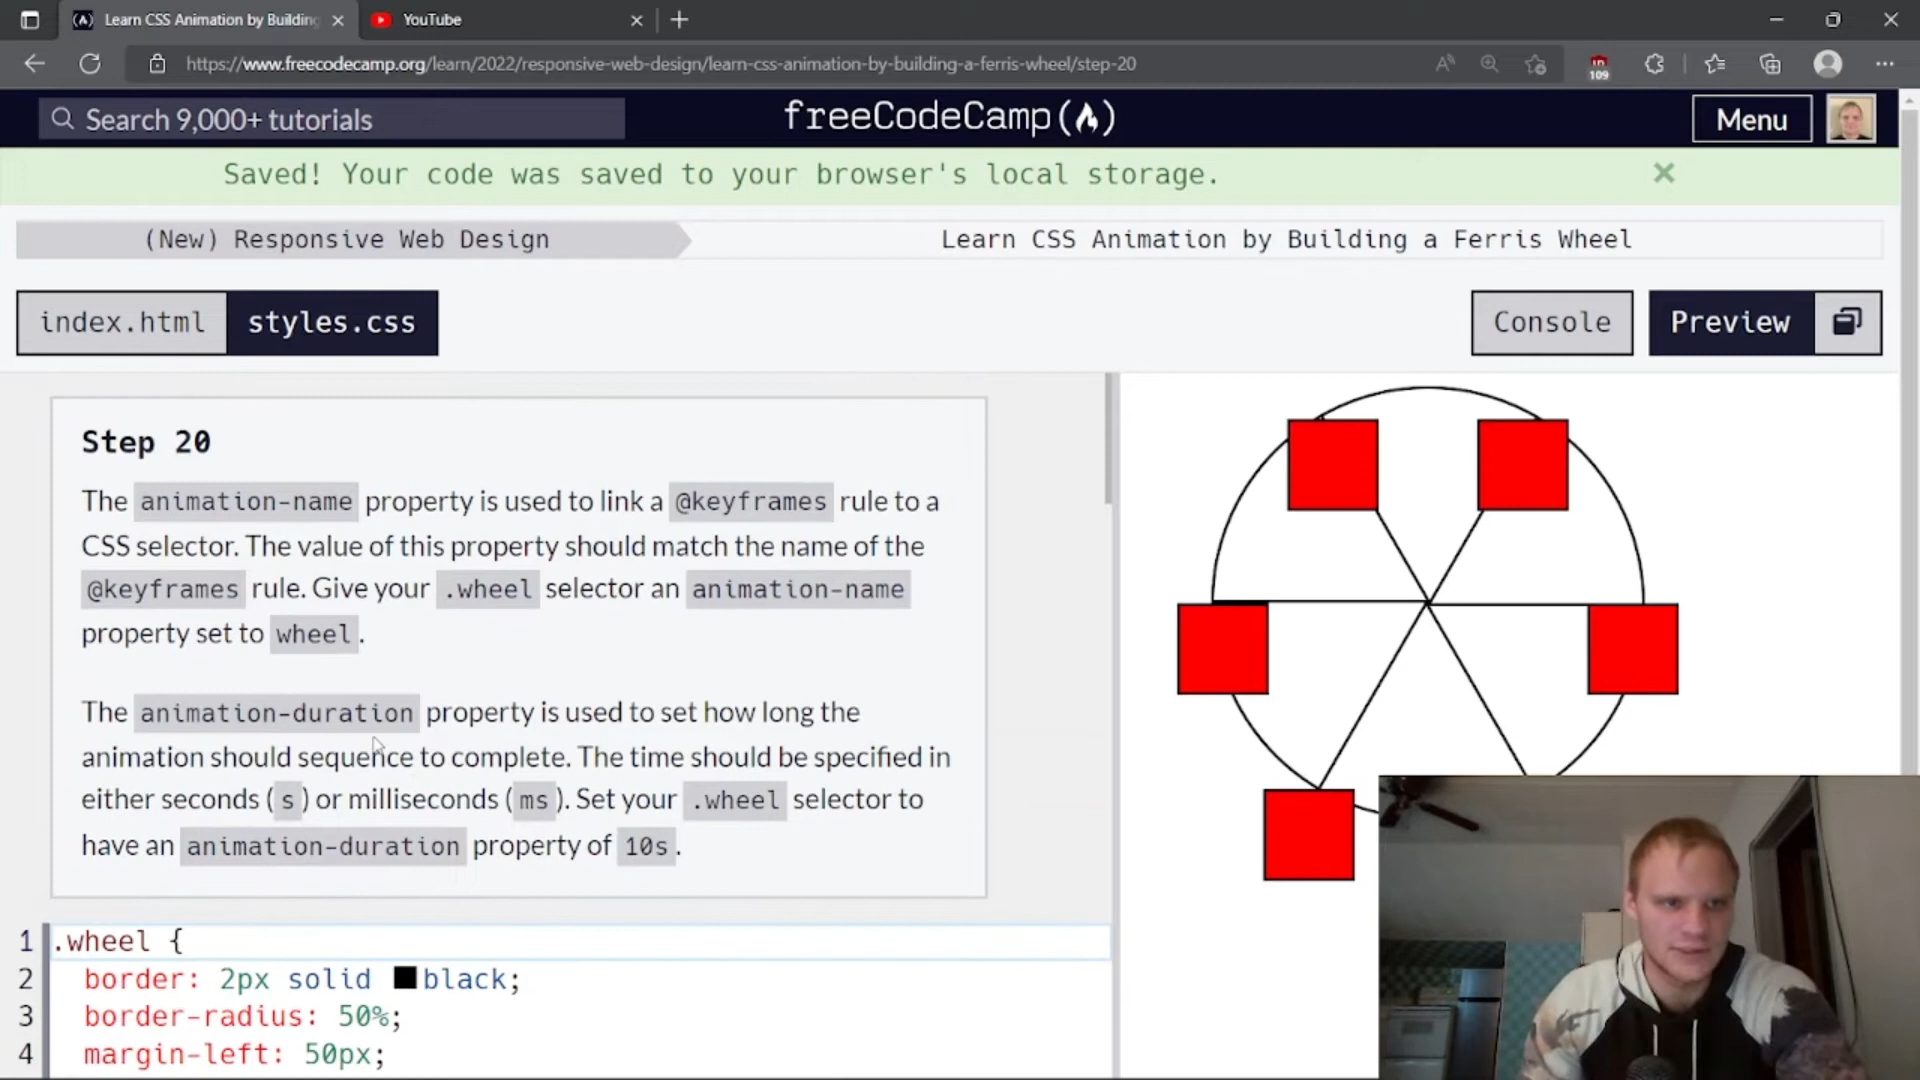 Learn CSS Animation by Building
YouTube
https://www.freecodecamp.org/learn/2022/responsive-web-design/learn-css-animation-by-building-a-ferris-wheel/step-20
109
Search 9,000+ tutorials
freeCodeCamp
Menu
Saved! Your code was saved to your browser's local storage.
(New) Responsive Web Design
Learn CSS Animation by Building a Ferris Wheel
index.html
styles.css
Console
Preview
Step 20
The animation-name property is used to link a @keyframes rule to a
CSS selector. The value of this property should match the name of the
@keyframes rule. Give your .wheel selector an animation-name
property set to wheel.
The animation-duration property is used to set how long the
animation should sequence to complete. The time should be specified in
either seconds (s) or milliseconds (ms). Set your .wheel selector to
have an animation-duration property of 10s.
1 .wheel {
2 border: 2px solid black;
3 border-radius: 50%;
4 margin-left: 50px;